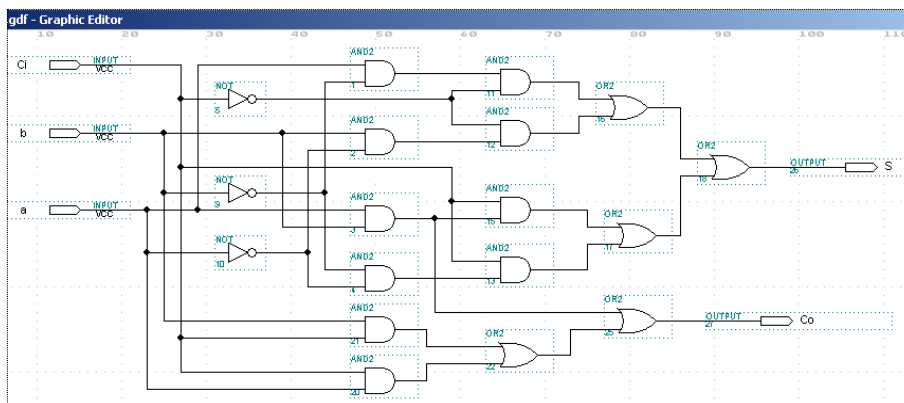 .gdf - Graphic Editor
10 20 30 40 50 60 70 80 90 100 110
Ci INPUT VCC
AND2 1
AND2 11
NOT 5
OR2 16
b INPUT VCC
AND2 2
AND2 12
OR2 18
OUTPUT 26 S
NOT 9
a INPUT VCC
AND2 3
AND2 15
OR2 17
NOT 10
AND2 4
AND2 13
OR2 25
OUTPUT 27 Co
AND2 21
OR2 22
AND2 20